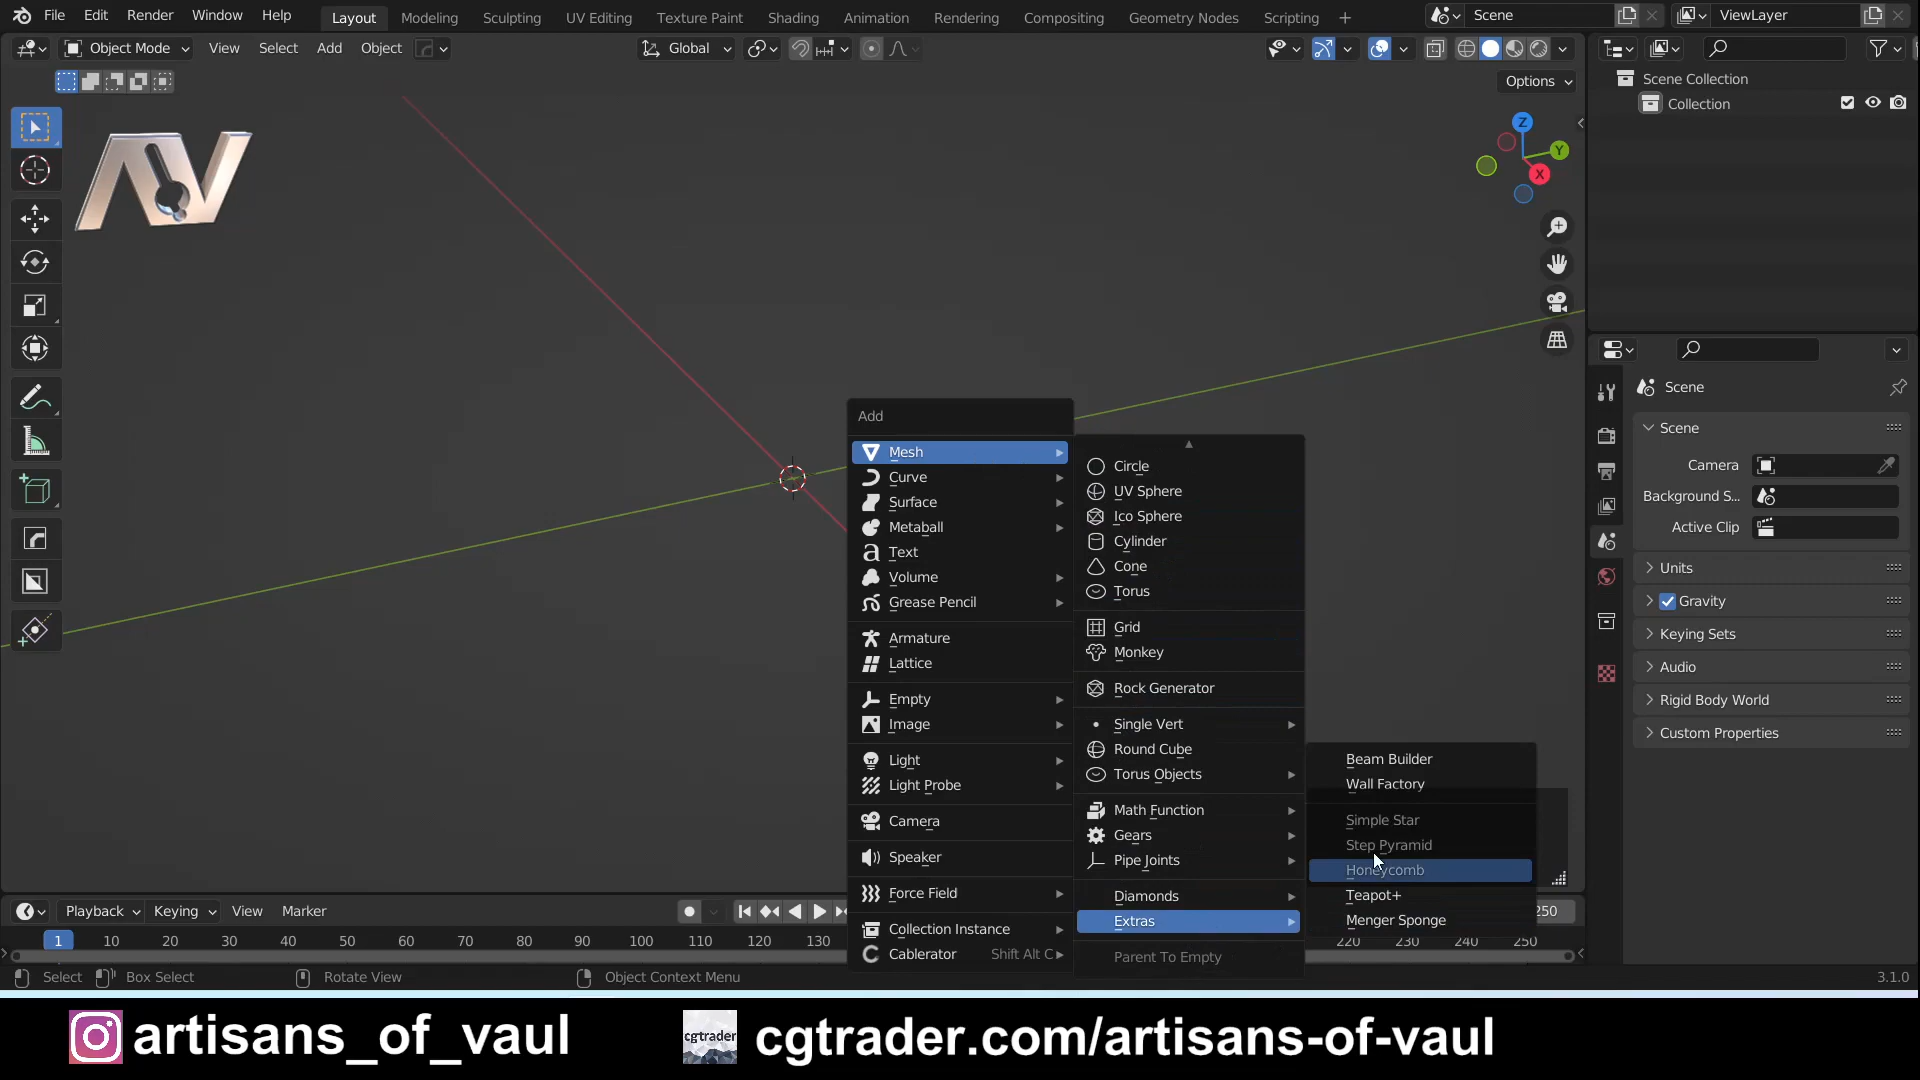 File Edit Render Window Help
Layout Modeling Sculpting UV Editing Texture Paint Shading Animation Rendering Compositing Geometry Nodes Scripting +
Scene
ViewLayer
Object Mode View Select Add Object
Global
Options
Z
Y
X
Scene Collection
Collection
Scene
Scene
Camera
Background S...
Active Clip
Units
Gravity
Keying Sets
Audio
Rigid Body World
Custom Properties
Add
Mesh
Curve
Surface
Metaball
Text
Volume
Grease Pencil
Armature
Lattice
Empty
Image
Light
Light Probe
Camera
Speaker
Force Field
Collection Instance
Cablerator Shift Alt C
Circle
UV Sphere
Ico Sphere
Cylinder
Cone
Torus
Grid
Monkey
Rock Generator
Single Vert
Round Cube
Torus Objects
Math Function
Gears
Pipe Joints
Diamonds
Extras
Parent To Empty
Beam Builder
Wall Factory
Simple Star
Step Pyramid
Honeycomb
Teapot+
Menger Sponge
Playback Keying View Marker
250
1 10 20 30 40 50 60 70 80 90 100 110 120 130 220 230 240 250
Select Box Select Rotate View Object Context Menu 3.1.0
artisans_of_vaul
cgtrader
cgtrader.com/artisans-of-vaul